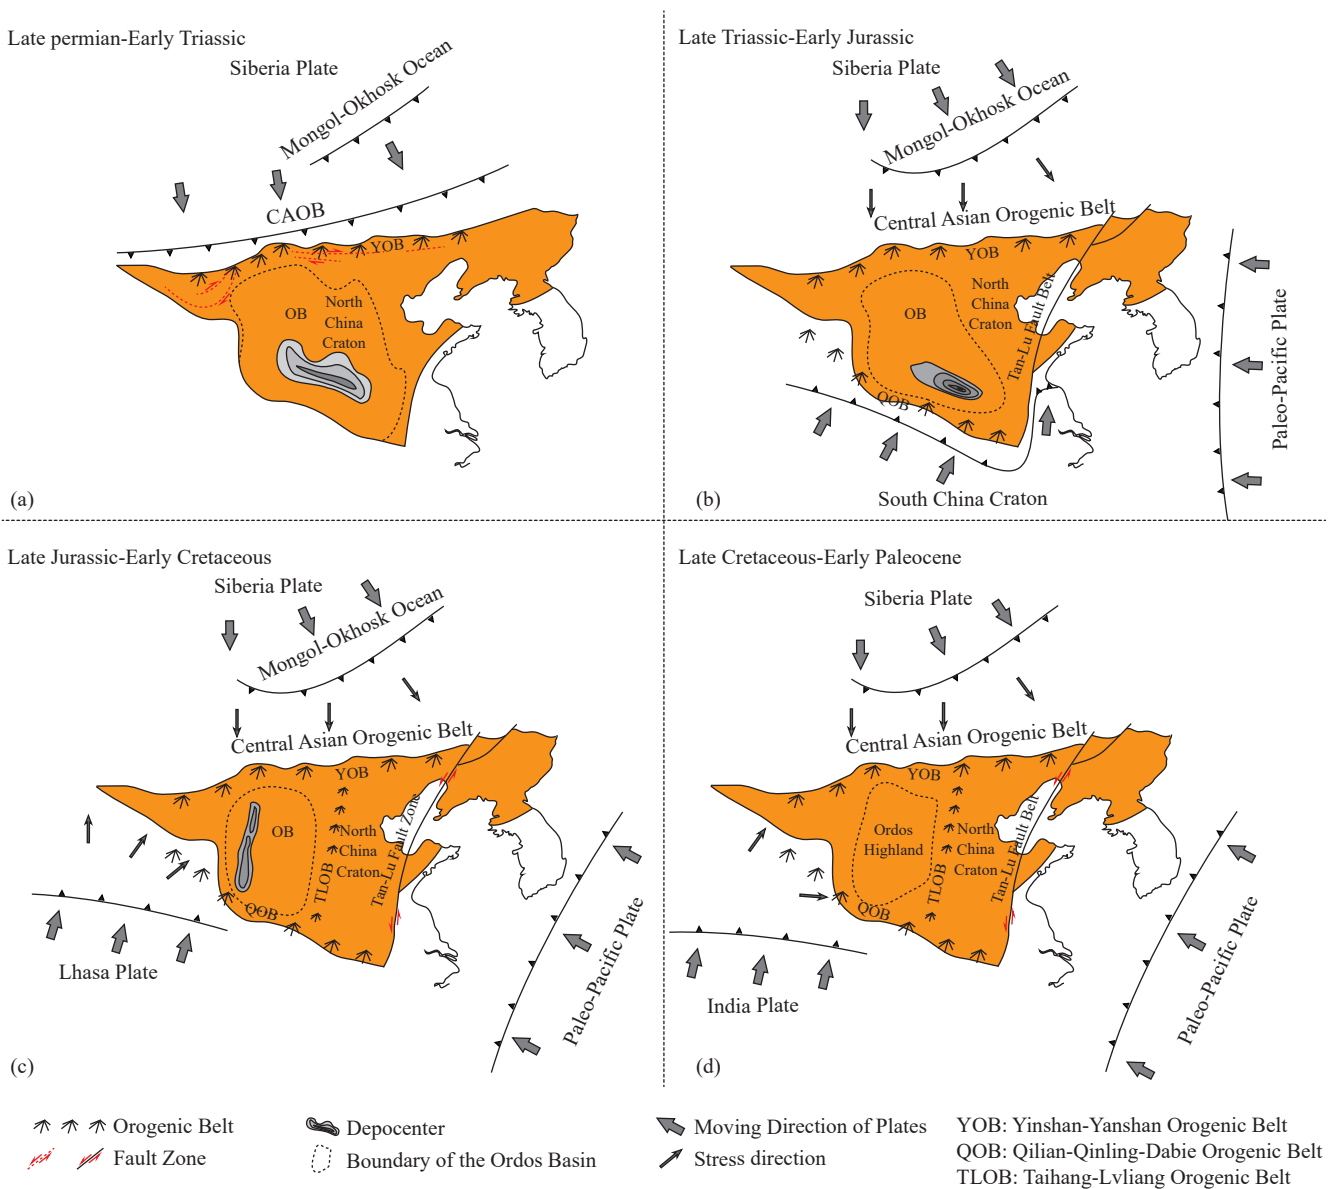 Late permian-Early Triassic
Siberia Plate
Mongol-Okhosk Ocean
CAOB
YOB
OB
North
China
Craton
(a)
Late Triassic-Early Jurassic
Siberia Plate
Mongol-Okhosk Ocean
Central Asian Orogenic Belt
YOB
OB
North
China
Craton
Tan-Lu Fault Belt
QOB
South China Craton
Paleo-Pacific Plate
(b)
Late Jurassic-Early Cretaceous
Siberia Plate
Mongol-Okhosk Ocean
Central Asian Orogenic Belt
YOB
OB
North
China
Craton
TLOB
Tan-Lu Fault Zone
QOB
Lhasa Plate
Paleo-Pacific Plate
(c)
Late Cretaceous-Early Paleocene
Siberia Plate
Central Asian Orogenic Belt
YOB
Ordos
Highland
North
China
Craton
TLOB
Tan-Lu Fault Belt
QOB
India Plate
Paleo-Pacific Plate
(d)
Orogenic Belt
Fault Zone
Depocenter
Boundary of the Ordos Basin
Moving Direction of Plates
Stress direction
YOB: Yinshan-Yanshan Orogenic Belt
QOB: Qilian-Qinling-Dabie Orogenic Belt
TLOB: Taihang-Lvliang Orogenic Belt